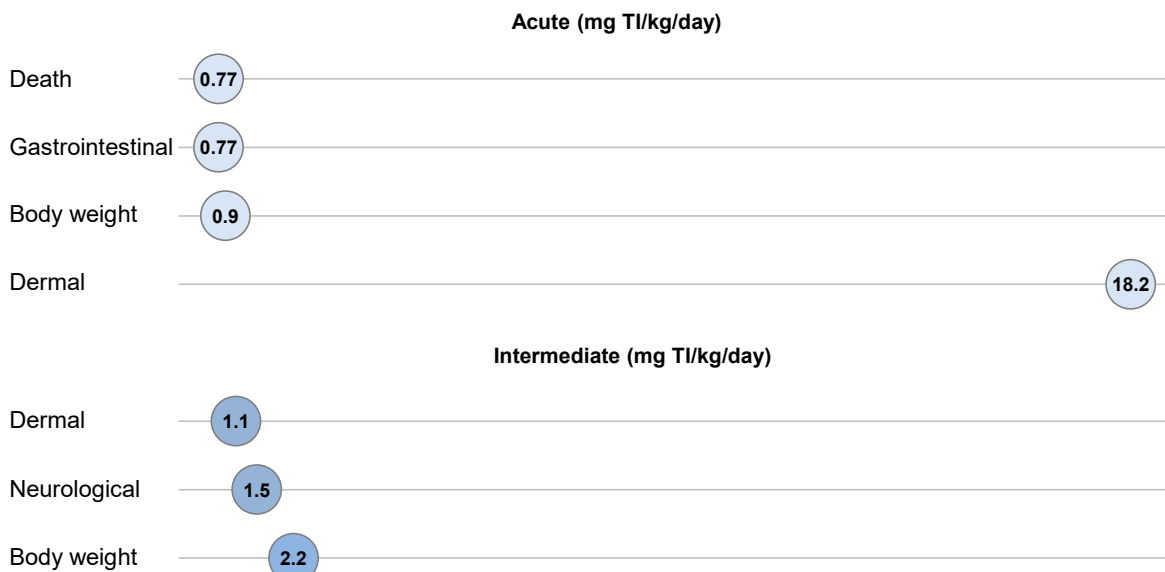 Acute (mg Tl/kg/day)
Death 0.77
Gastrointestinal 0.77
Body weight 0.9
Dermal 18.2
Intermediate (mg Tl/kg/day)
Dermal 1.1
Neurological 1.5
Body weight 2.2